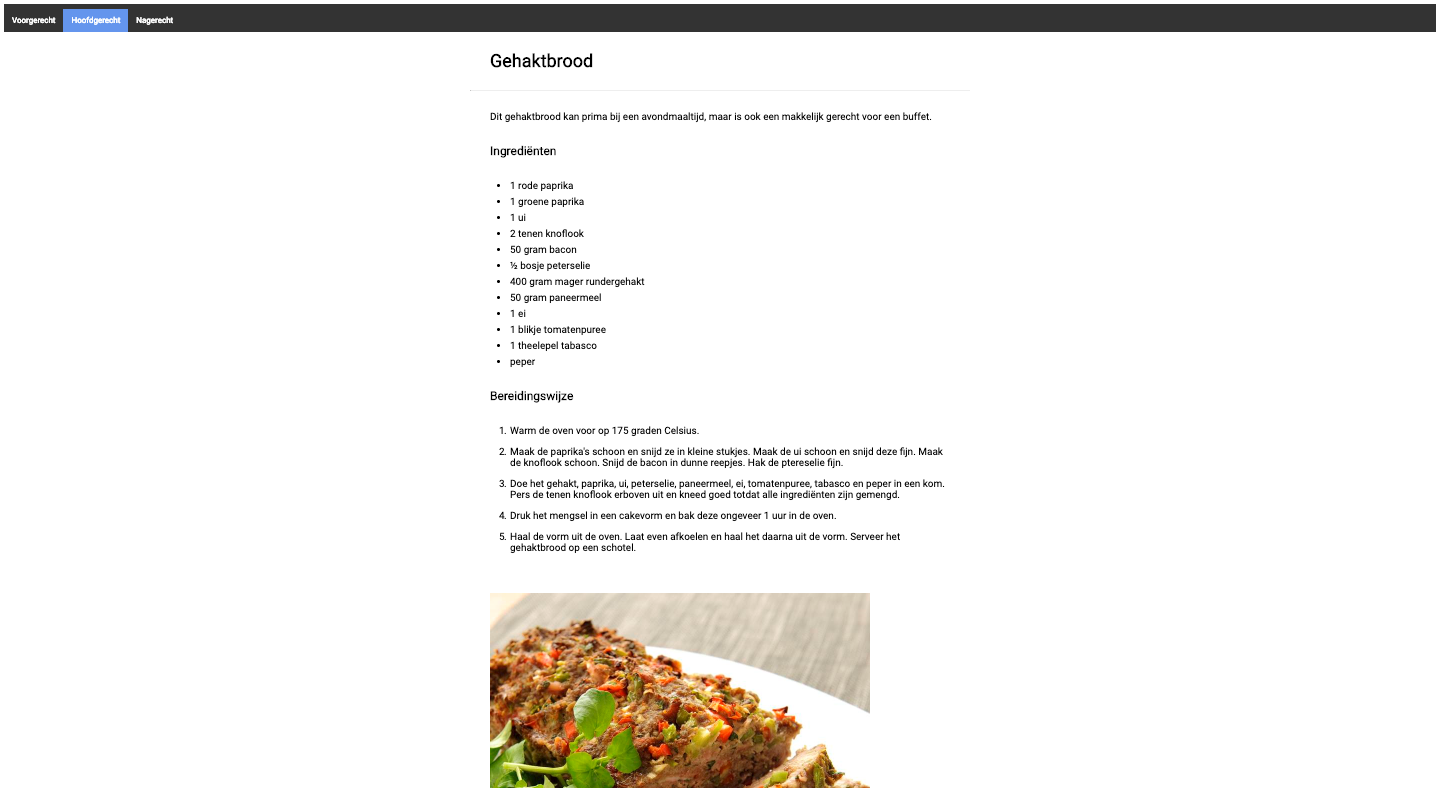 Voorgerecht Hoofdgerecht Nagerecht
Gehaktbrood
Dit gehaktbrood kan prima bij een avondmaaltijd, maar is ook een makkelijk gerecht voor een buffet.
Ingrediënten
• 1 rode paprika
• 1 groene paprika
• 1 ui
• 2 tenen knoflook
• 50 gram bacon
• ½ bosje peterselie
• 400 gram mager rundergehakt
• 50 gram paneermeel
• 1 ei
• 1 blikje tomatenpuree
• 1 theelepel tabasco
• peper
Bereidingswijze
1. Warm de oven voor op 175 graden Celsius.
2. Maak de paprika's schoon en snijd ze in kleine stukjes. Maak de ui schoon en snijd deze fijn. Maak
de knoflook schoon. Snijd de bacon in dunne reepjes. Hak de ptereselie fijn.
3. Doe het gehakt, paprika, ui, peterselie, paneermeel, ei, tomatenpuree, tabasco en peper in een kom.
Pers de tenen knoflook erboven uit en kneed goed totdat alle ingrediënten zijn gemengd.
4. Druk het mengsel in een cakevorm en bak deze ongeveer 1 uur in de oven.
5. Haal de vorm uit de oven. Laat even afkoelen en haal het daarna uit de vorm. Serveer het
gehaktbrood op een schotel.